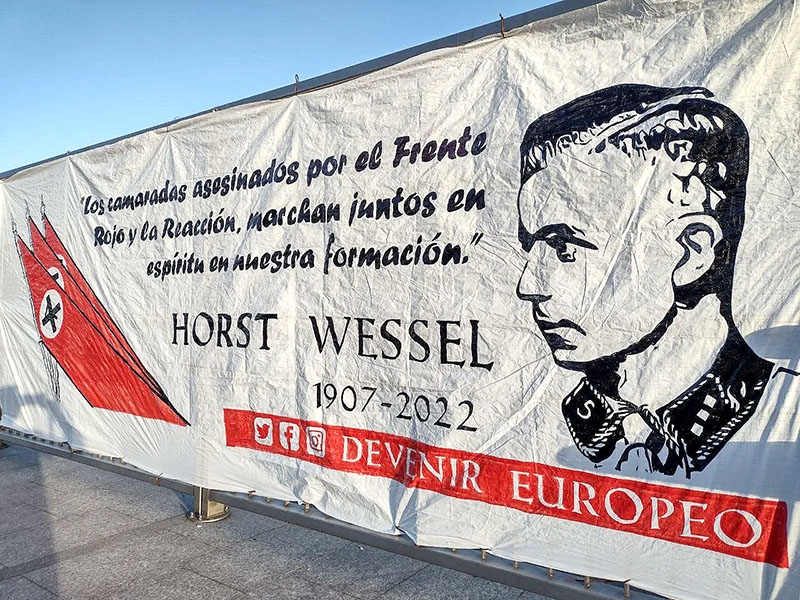 "Los camaradas asesinados por el Frente
Rojo y la Reacción, marchan juntos en
espíritu en nuestra formación."
HORST WESSEL
1907-2022
DEVENIR EUROPEO
S